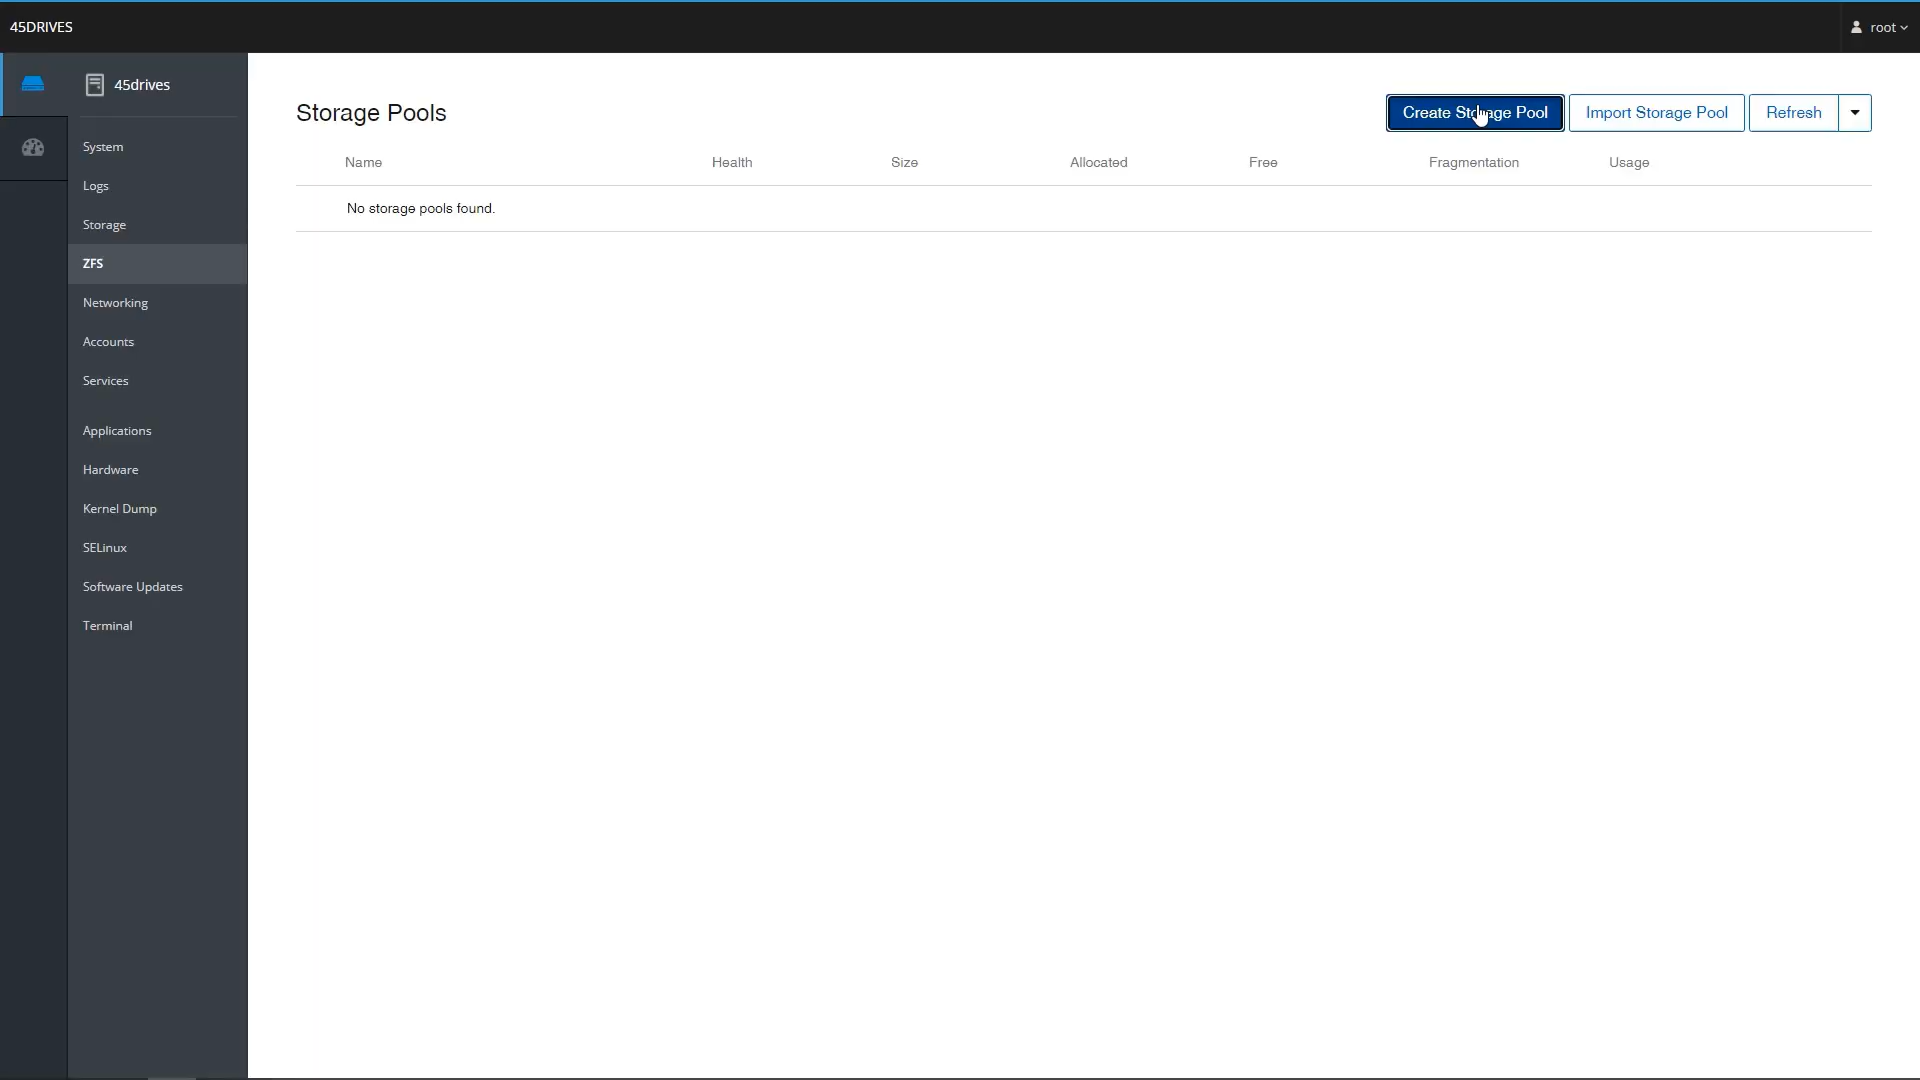 45DRIVES
root
45drives
System
Logs
Storage
ZFS
Networking
Accounts
Services
Applications
Hardware
Kernel Dump
SELinux
Software Updates
Terminal
Storage Pools
Create Storage Pool
Import Storage Pool
Refresh
Name Health Size Allocated Free Fragmentation Usage
No storage pools found.